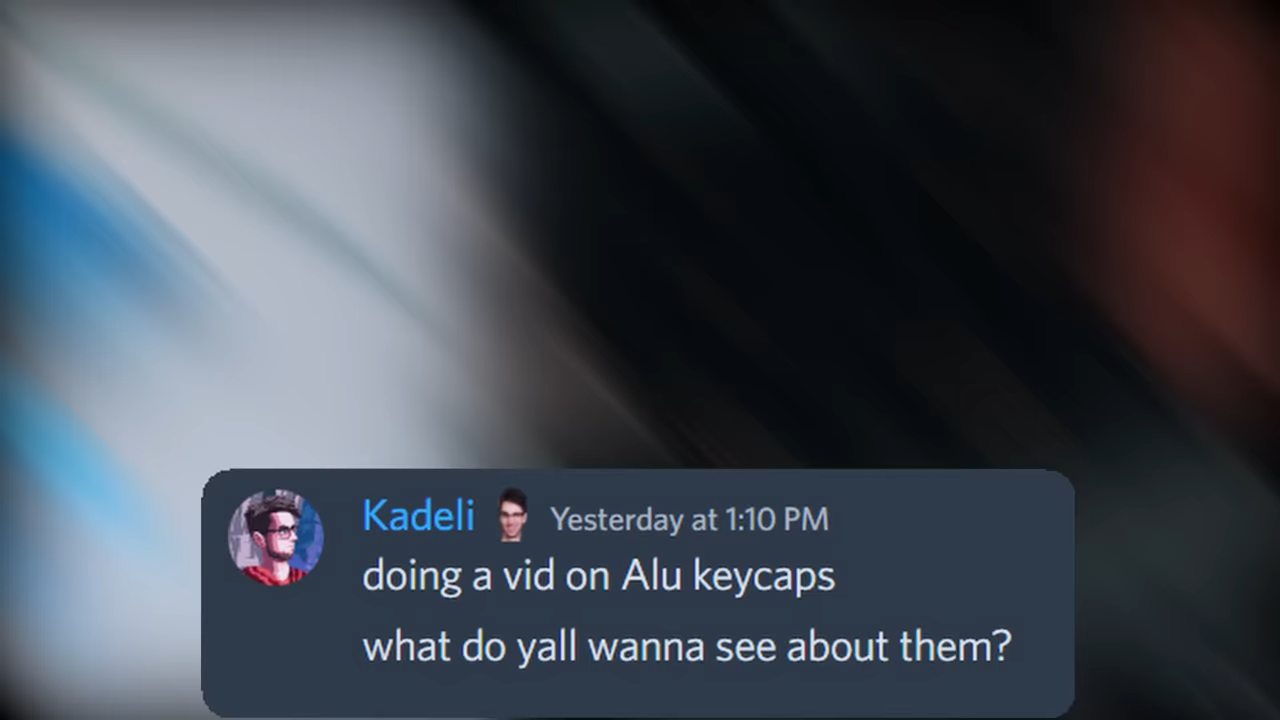 Kadeli Yesterday at 1:10 PM
doing a vid on Alu keycaps
what do yall wanna see about them?